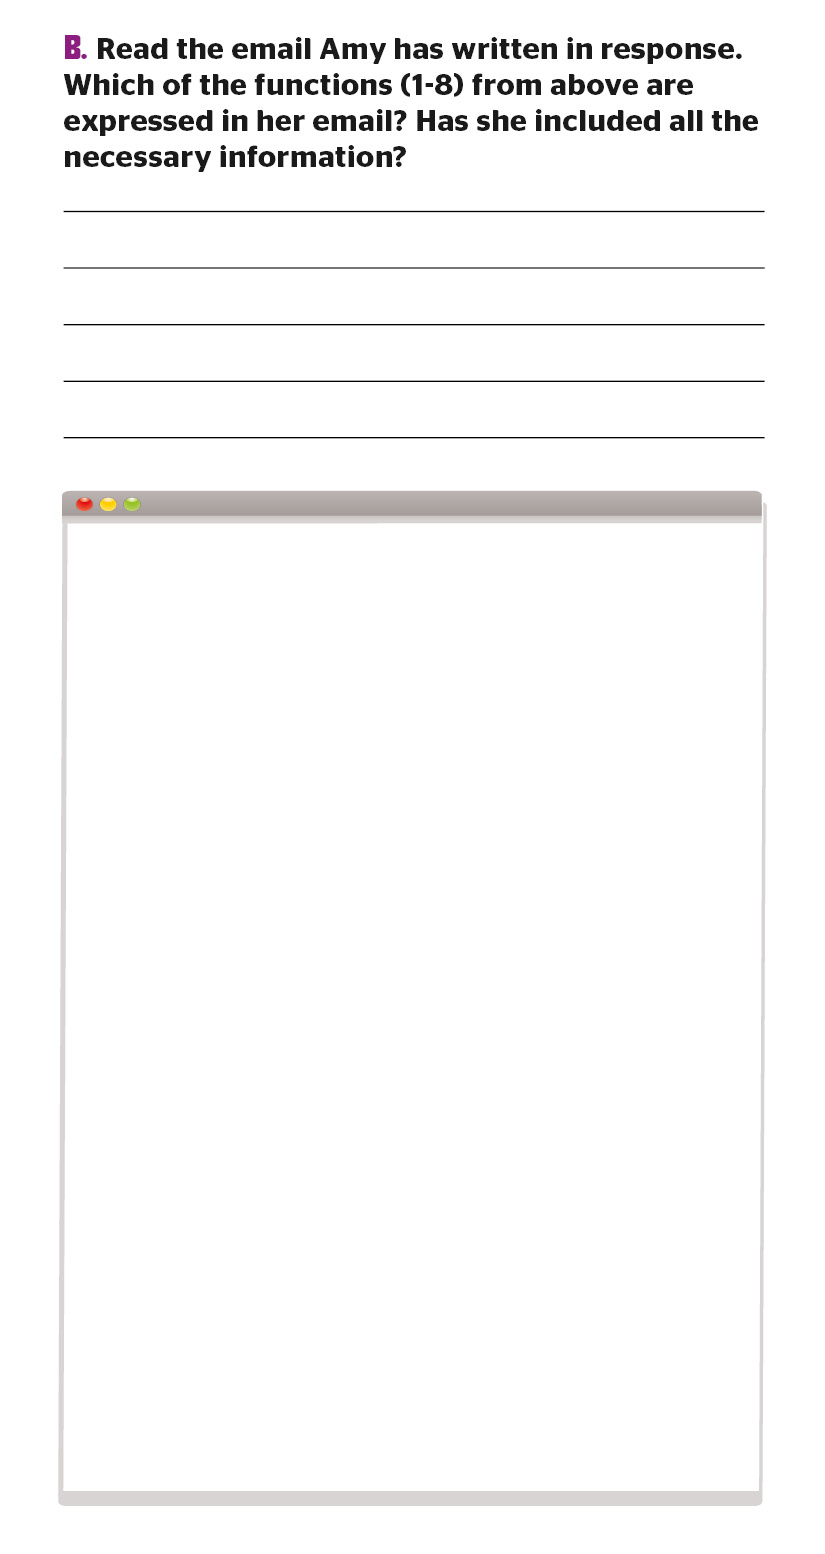 B. Read the email Amy has written in response.
Which of the functions (1-8) from above are
expressed in her email? Has she included all the
necessary information?